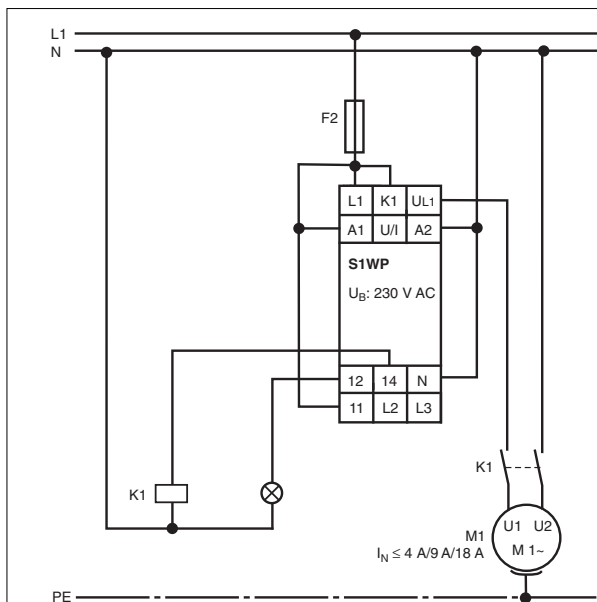 L1
N
F2
L1 K1 UL1
A1 U/I A2
S1WP
UB: 230 V AC
12 14 N
11 L2 L3
K1
K1
U1 U2
M1
M 1~
IN ≤ 4 A/9 A/18 A
PE